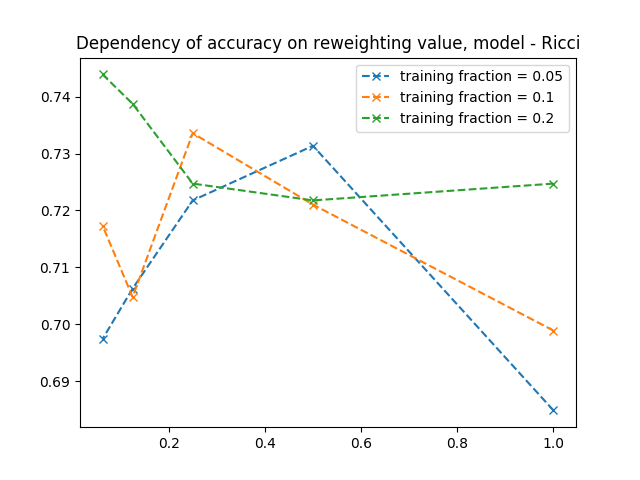 Dependency of accuracy on reweighting value, model - Ricci
training fraction = 0.05
training fraction = 0.1
training fraction = 0.2
0.74
0.73
0.72
0.71
0.70
0.69
0.2 0.4 0.6 0.8 1.0